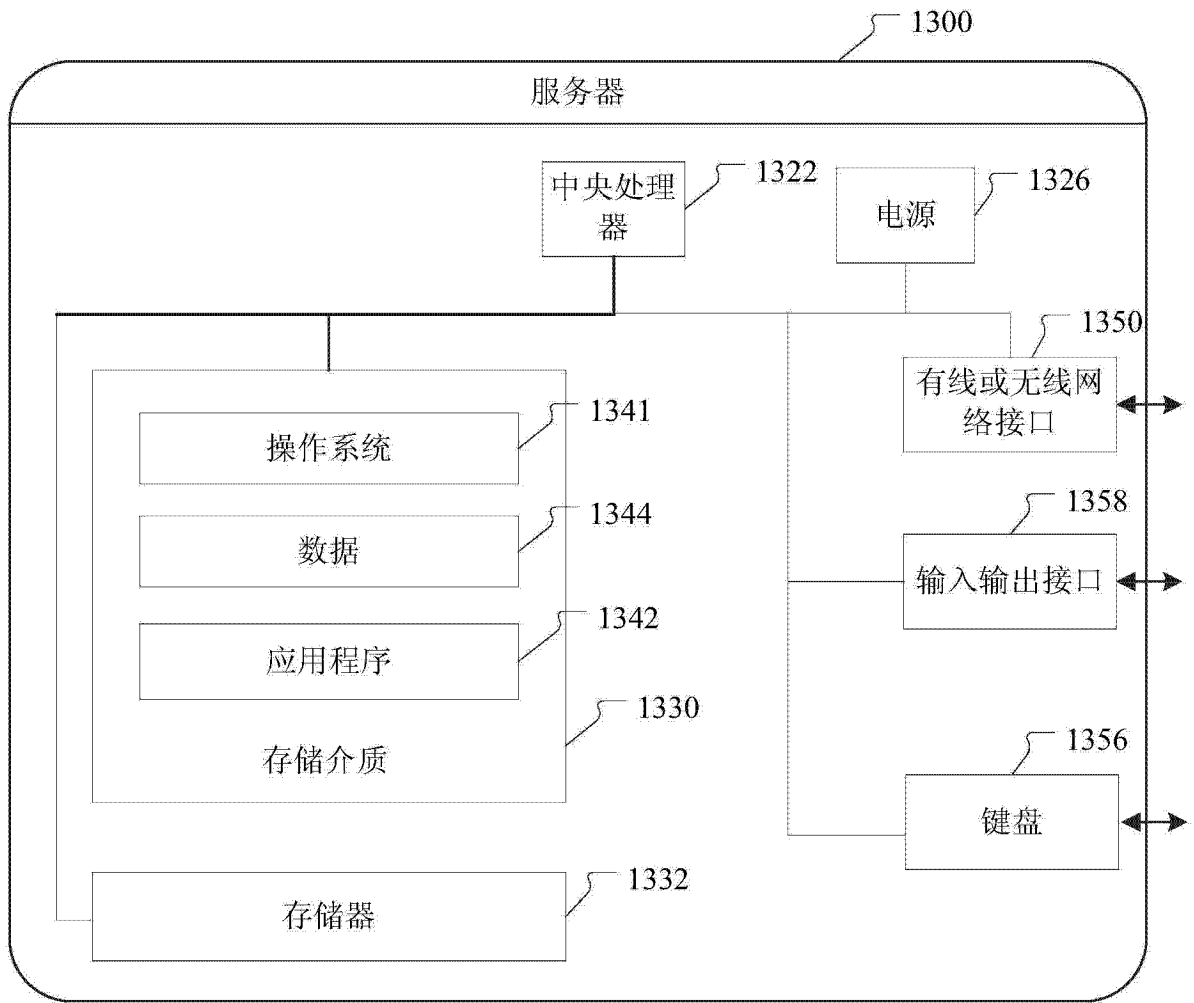 1300
服务器
中央处理
器
1322
电源
1326
1350
有线或无线网
络接口
1341
操作系统
1344
数据
1358
输入输出接口
1342
应用程序
1330
存储介质
1356
键盘
1332
存储器